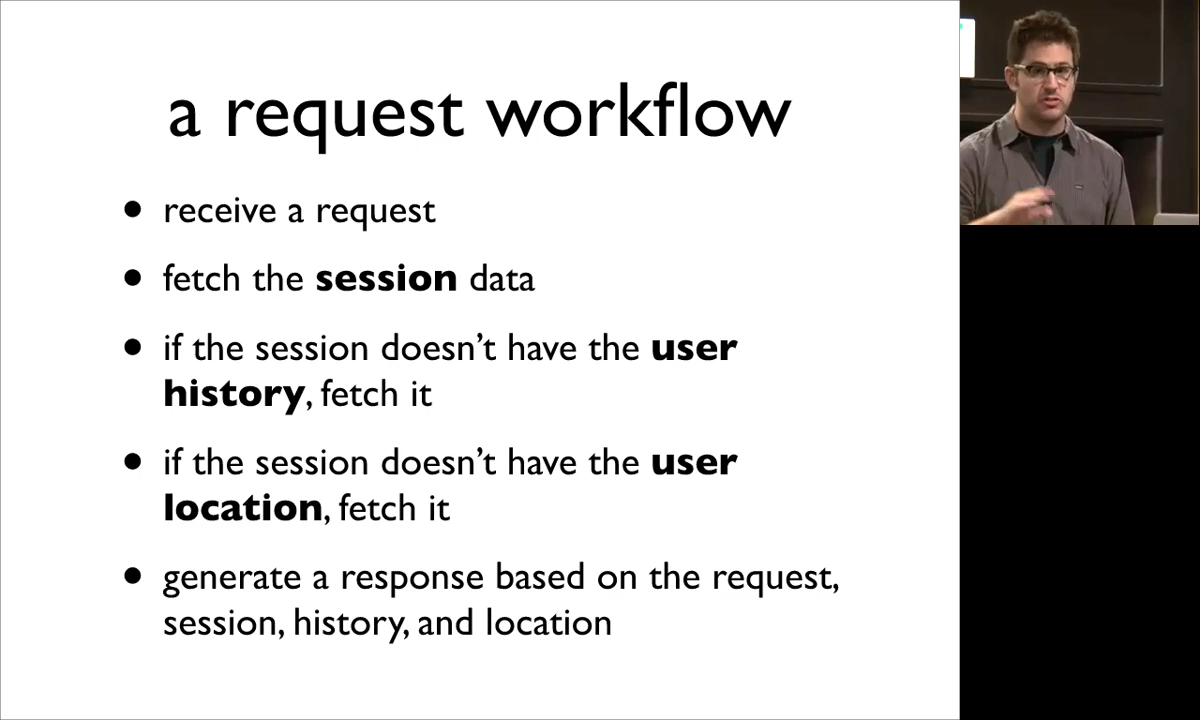 a request workflow
• receive a request
• fetch the session data
• if the session doesn’t have the user
history, fetch it
• if the session doesn’t have the user
location, fetch it
• generate a response based on the request,
session, history, and location